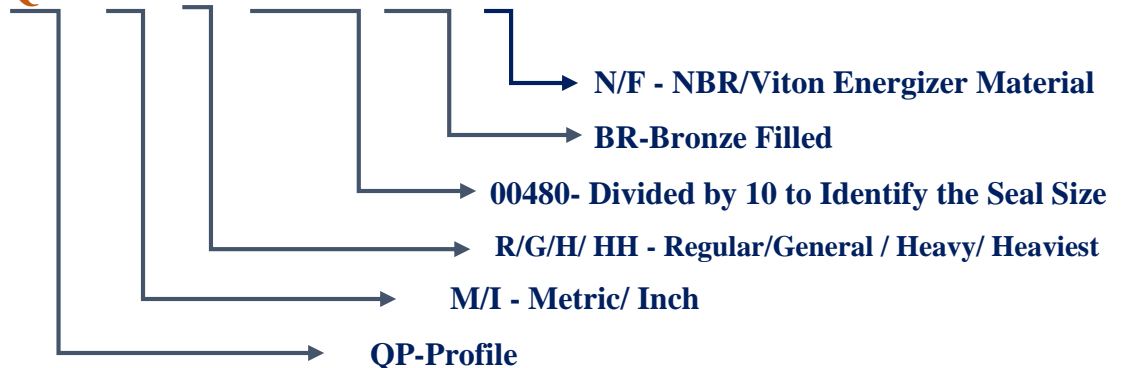 N/F - NBR/Viton Energizer Material
BR-Bronze Filled
00480- Divided by 10 to Identify the Seal Size
R/G/H/ HH - Regular/General / Heavy/ Heaviest
M/I - Metric/ Inch
QP-Profile